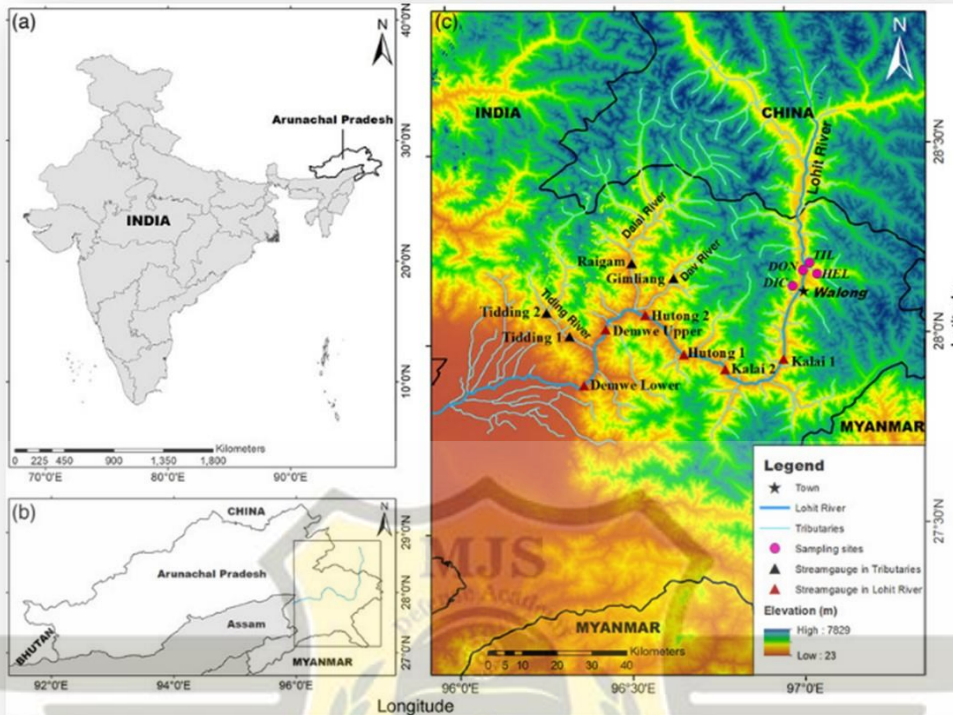 (a)
N
40°0'N
30°0'N
20°0'N
10°0'N
Arunachal Pradesh
INDIA
Kilometers
0 225 450 900 1,350 1,800
70°0'E 80°0'E 90°0'E
(b)
N
CHINA
Arunachal Pradesh
Assam
BHUTAN
MYANMAR
29°0'N
28°0'N
27°0'N
92°0'E 94°0'E 96°0'E
Longitude
(c)
N
INDIA
CHINA
Lohit River
Dalai River
Dav River
Raigam
Gimliang
TIL
DON
HEL
DIC
Walong
Tiding River
Tidding 2
Tidding 1
Hutong 2
Demwe Upper
Hutong 1
Kalai 1
Kalai 2
Demwe Lower
MYANMAR
28°30'N
28°0'N
27°30'N
Legend
Town
Lohit River
Tributaries
Sampling sites
Streamgauge in Tributaries
Streamgauge in Lohit River
Elevation (m)
High : 7829
Low : 23
MJS
Defence Academy
MYANMAR
Kilometers
0 5 10 20 30 40
96°0'E 96°30'E 97°0'E